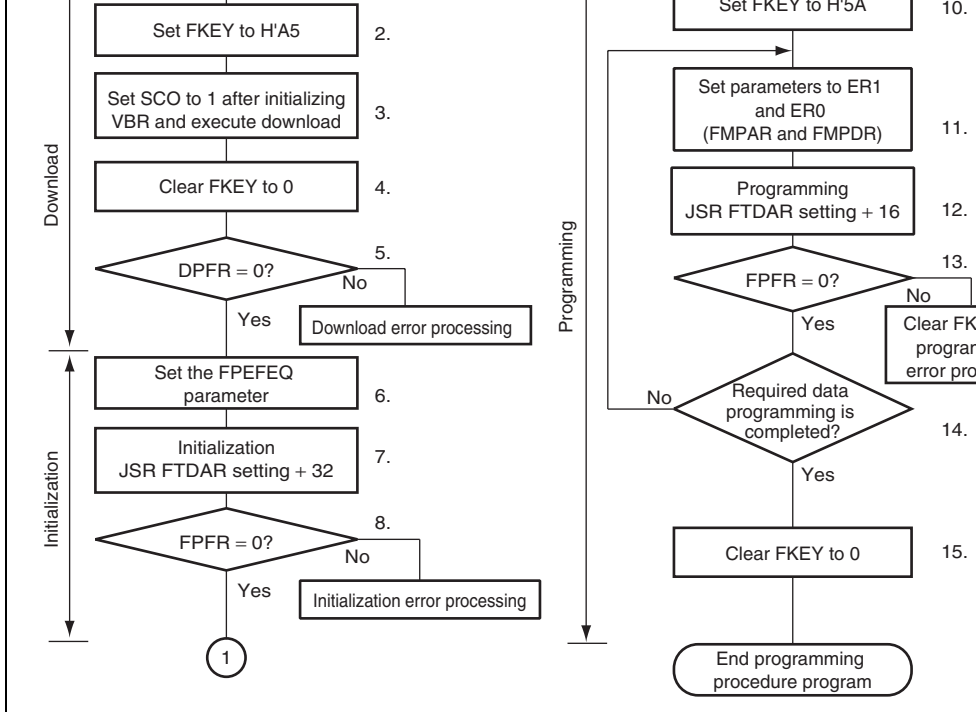 Download
Set FKEY to H'A5
2.
Set SCO to 1 after initializing
VBR and execute download
3.
Clear FKEY to 0
4.
DPFR = 0?
5.
No
Yes
Download error processing
Initialization
Set the FPEFEQ
parameter
6.
Initialization
JSR FTDAR setting + 32
7.
FPFR = 0?
8.
No
Yes
Initialization error processing
1
Programming
Set FKEY to H'5A
10.
Set parameters to ER1
and ER0
(FMPAR and FMPDR)
11.
Programming
JSR FTDAR setting + 16
12.
FPFR = 0?
13.
No
Yes
Clear FK
progran
error pro
No
Required data
programming is
completed?
14.
Yes
Clear FKEY to 0
15.
End programming
procedure program